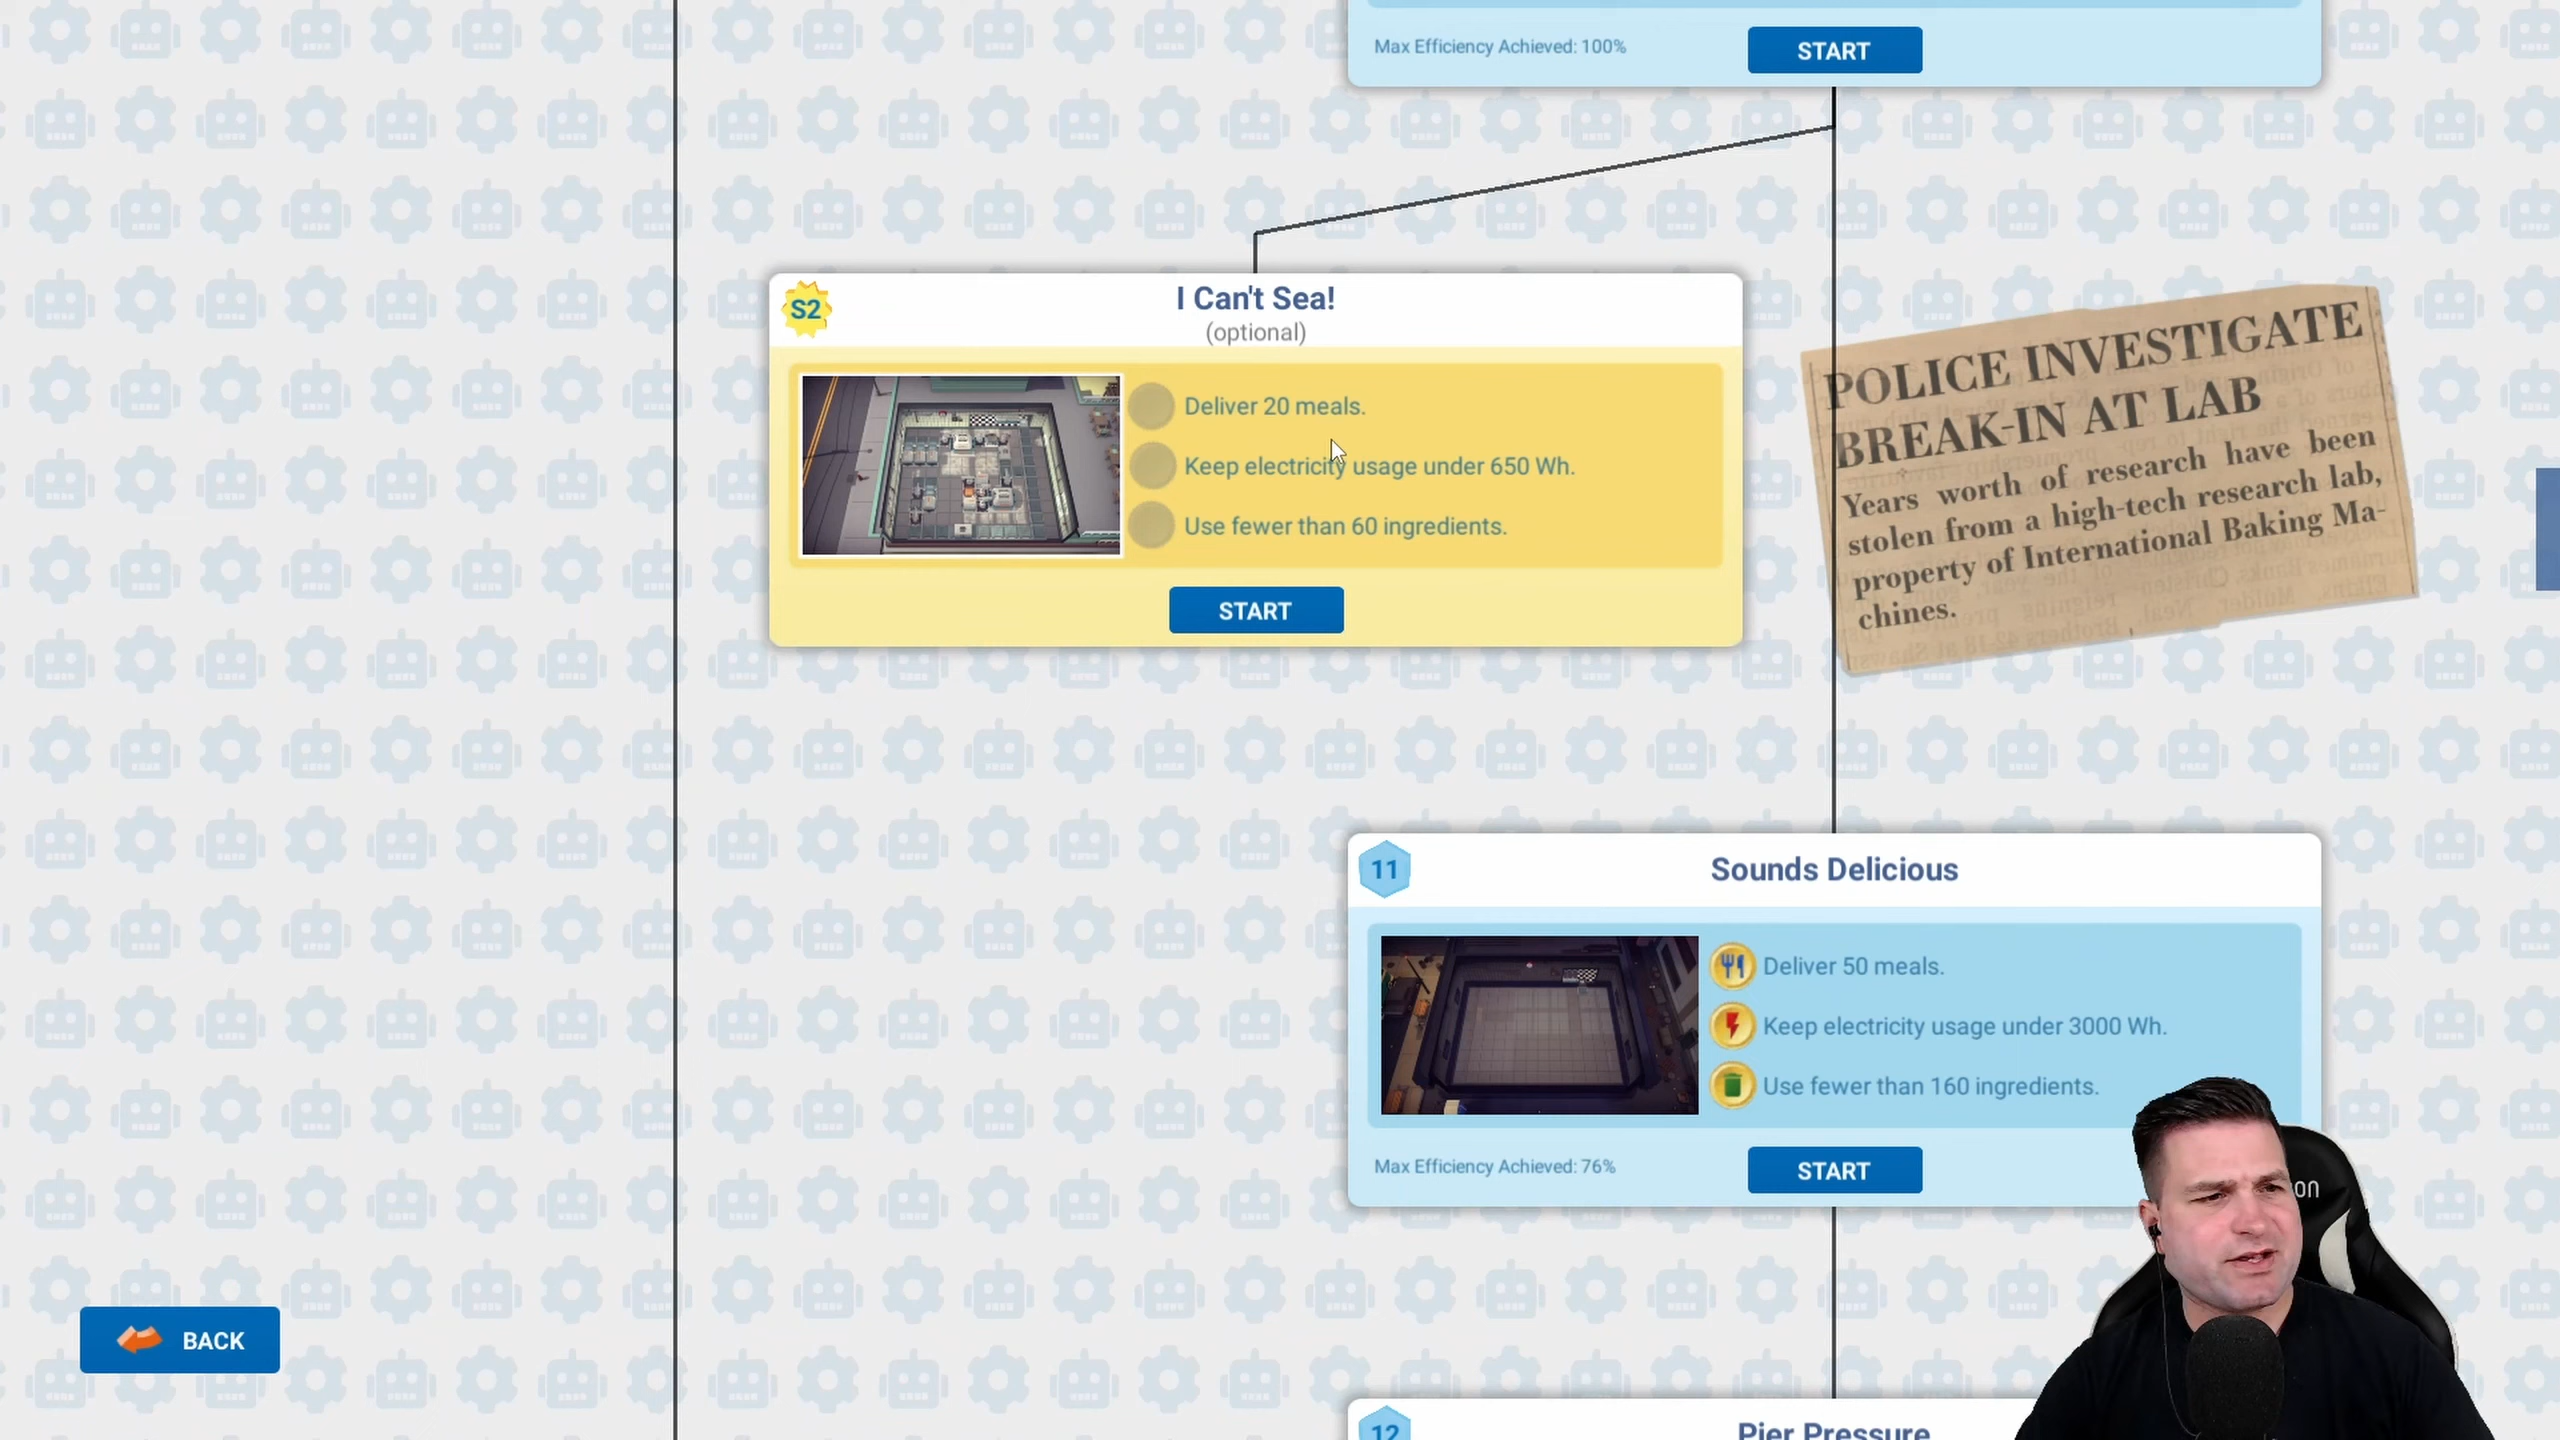 Max Efficiency Achieved: 100%
START
S2
I Can't Sea!
(optional)
Deliver 20 meals.
Keep electricity usage under 650 Wh.
Use fewer than 60 ingredients.
START
POLICE INVESTIGATE
BREAK-IN AT LAB
Years worth of research have been
stolen from a high-tech research lab,
property of International Baking Ma-
chines.
11
Sounds Delicious
Deliver 50 meals.
Keep electricity usage under 3000 Wh.
Use fewer than 160 ingredients.
Max Efficiency Achieved: 76%
START
on
BACK
12
Pier Pressure